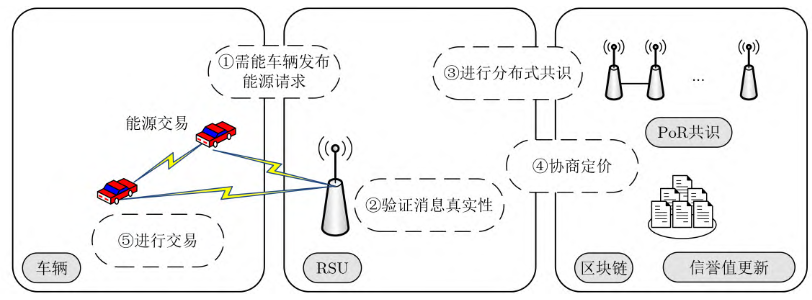 ①需能车辆发布
能源请求
③进行分布式共识
能源交易
PoR共识
④协商定价
②验证消息真实性
⑤进行交易
车辆
RSU
区块链
信誉值更新
...